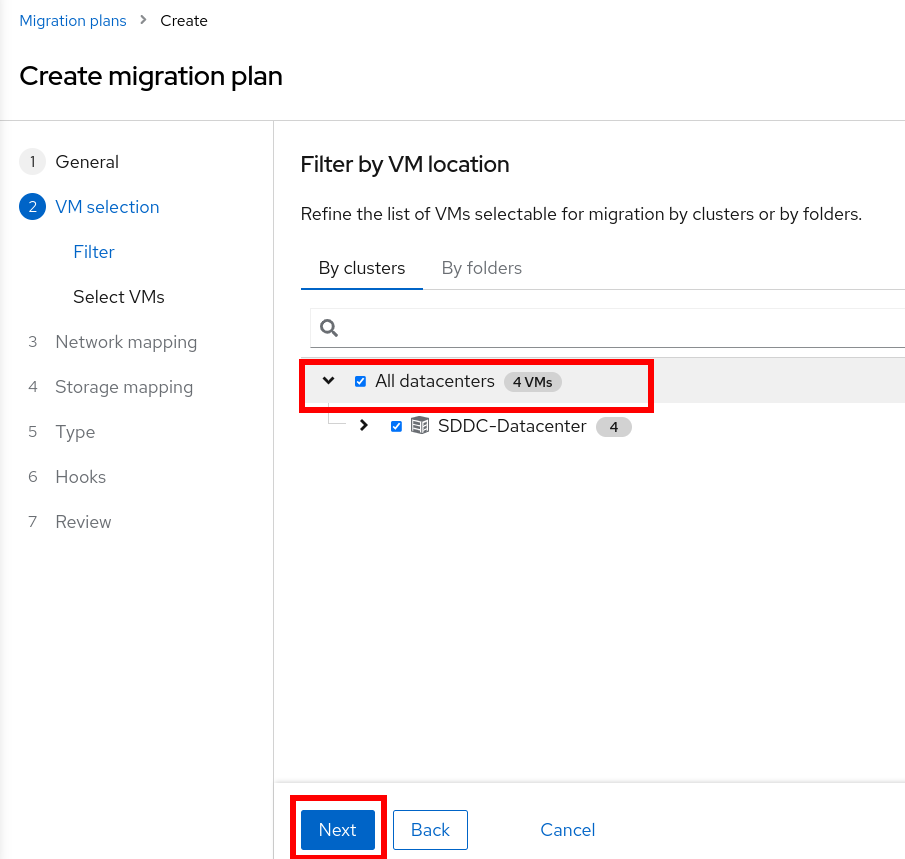 Migration plans > Create
Create migration plan
1 General
2 VM selection
Filter
Select VMs
3 Network mapping
4 Storage mapping
5 Type
6 Hooks
7 Review
Filter by VM location
Refine the list of VMs selectable for migration by clusters or by folders.
By clusters By folders
All datacenters 4 VMs
SDDC-Datacenter 4
Next Back Cancel